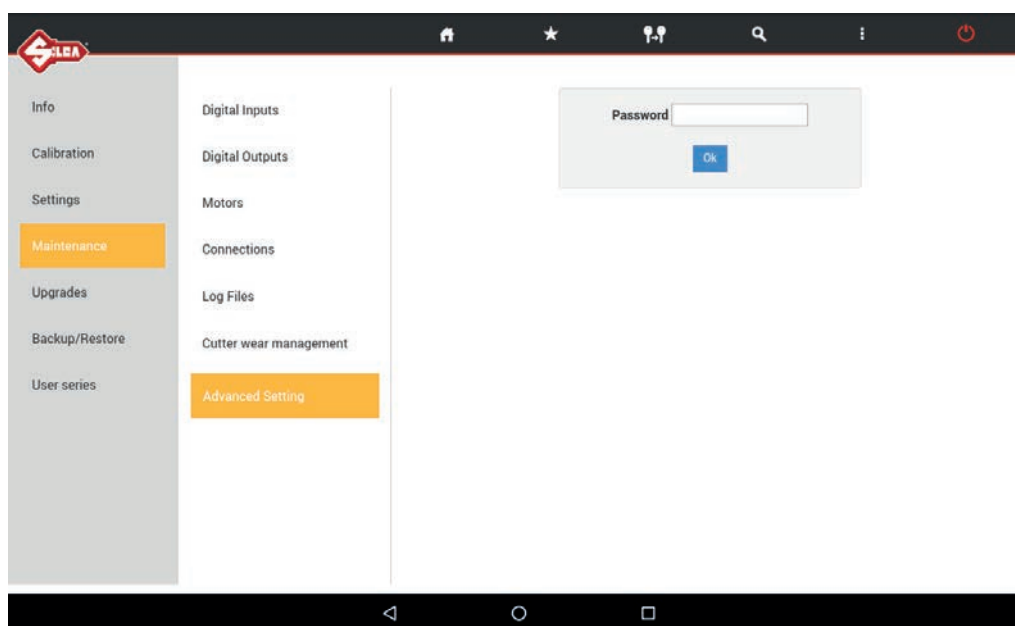 SILCA
Info
Calibration
Settings
Maintenance
Upgrades
Backup/Restore
User series
Digital Inputs
Digital Outputs
Motors
Connections
Log Files
Cutter wear management
Advanced Setting
Password
Ok